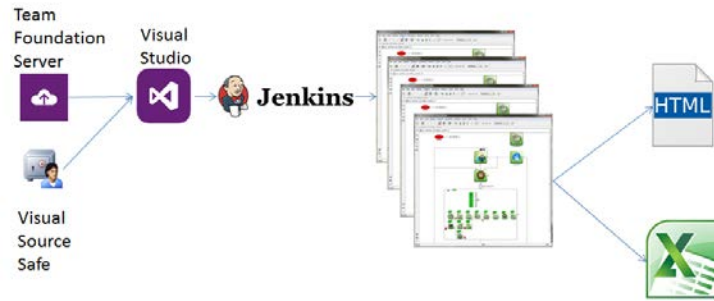 Team
Foundation
Server
Visual
Studio
Jenkins
HTML
Visual
Source
Safe